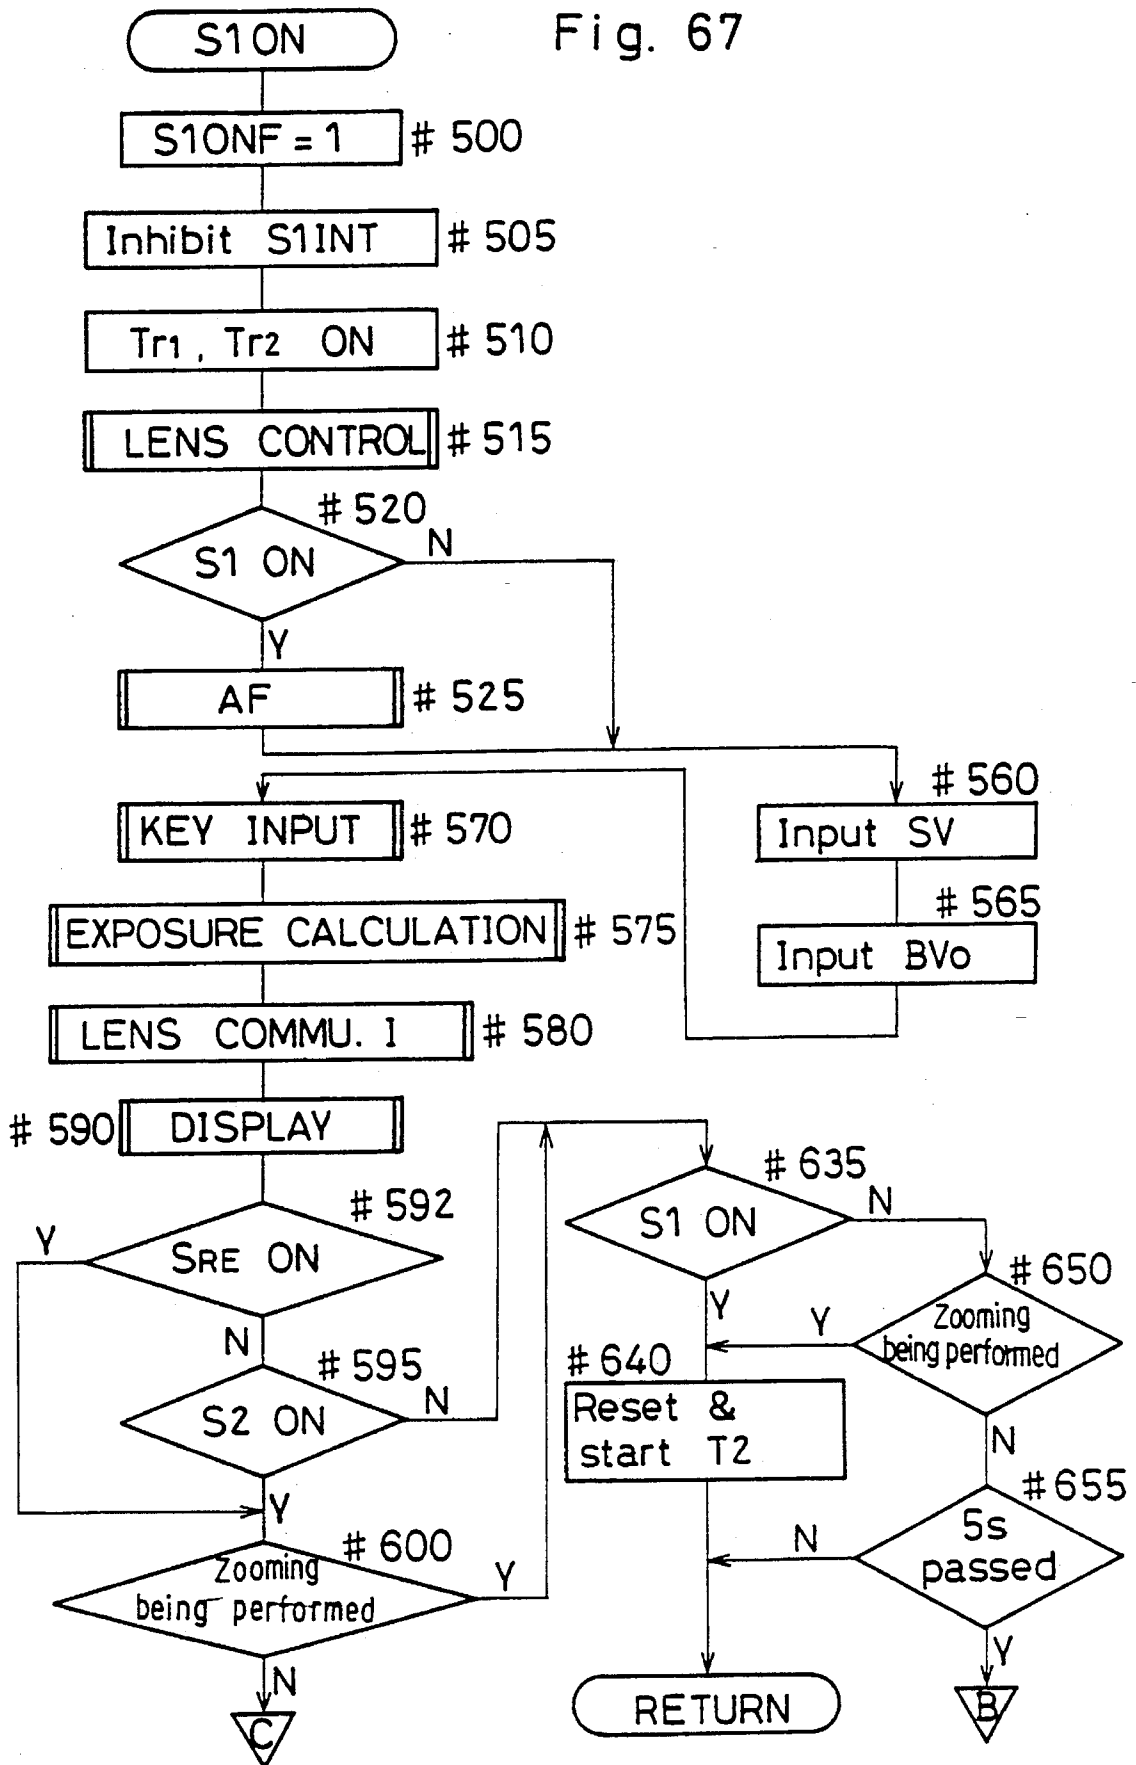 Fig. 67
S1 ON
S1ONF = 1 # 500
Inhibit S1INT # 505
Tr1, Tr2 ON # 510
LENS CONTROL # 515
# 520
S1 ON
N
Y
AF # 525
# 560
Input SV
# 565
Input BVo
KEY INPUT # 570
EXPOSURE CALCULATION # 575
LENS COMMU. I # 580
# 590 DISPLAY
# 592
SRE ON
Y
N
# 595
S2 ON
N
Y
# 600
Zooming
being performed
Y
N
C
# 635
S1 ON
N
Y
# 650
Zooming
being performed
Y
N
# 640
Reset &
start T2
# 655
5s
passed
N
Y
RETURN
B